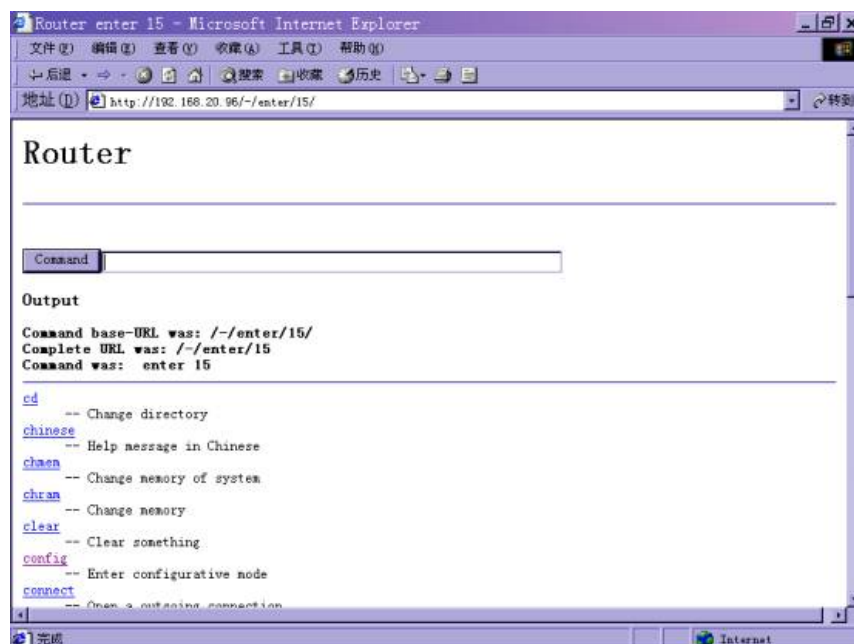 Router enter 15 - Microsoft Internet Explorer
文件(F) 编辑(E) 查看(V) 收藏(A) 工具(T) 帮助(H)
后退 搜索 收藏 历史
地址(D) http://192.168.20.96/-/enter/15/ 转到
Router
Command
Output
Command base-URL was: /-/enter/15/
Complete URL was: /-/enter/15
Command was: enter 15
cd
-- Change directory
chinese
-- Help message in Chinese
chmem
-- Change memory of system
chram
-- Change memory
clear
-- Clear something
config
-- Enter configurative mode
connect
-- Open a outgoing connection
完成 Internet